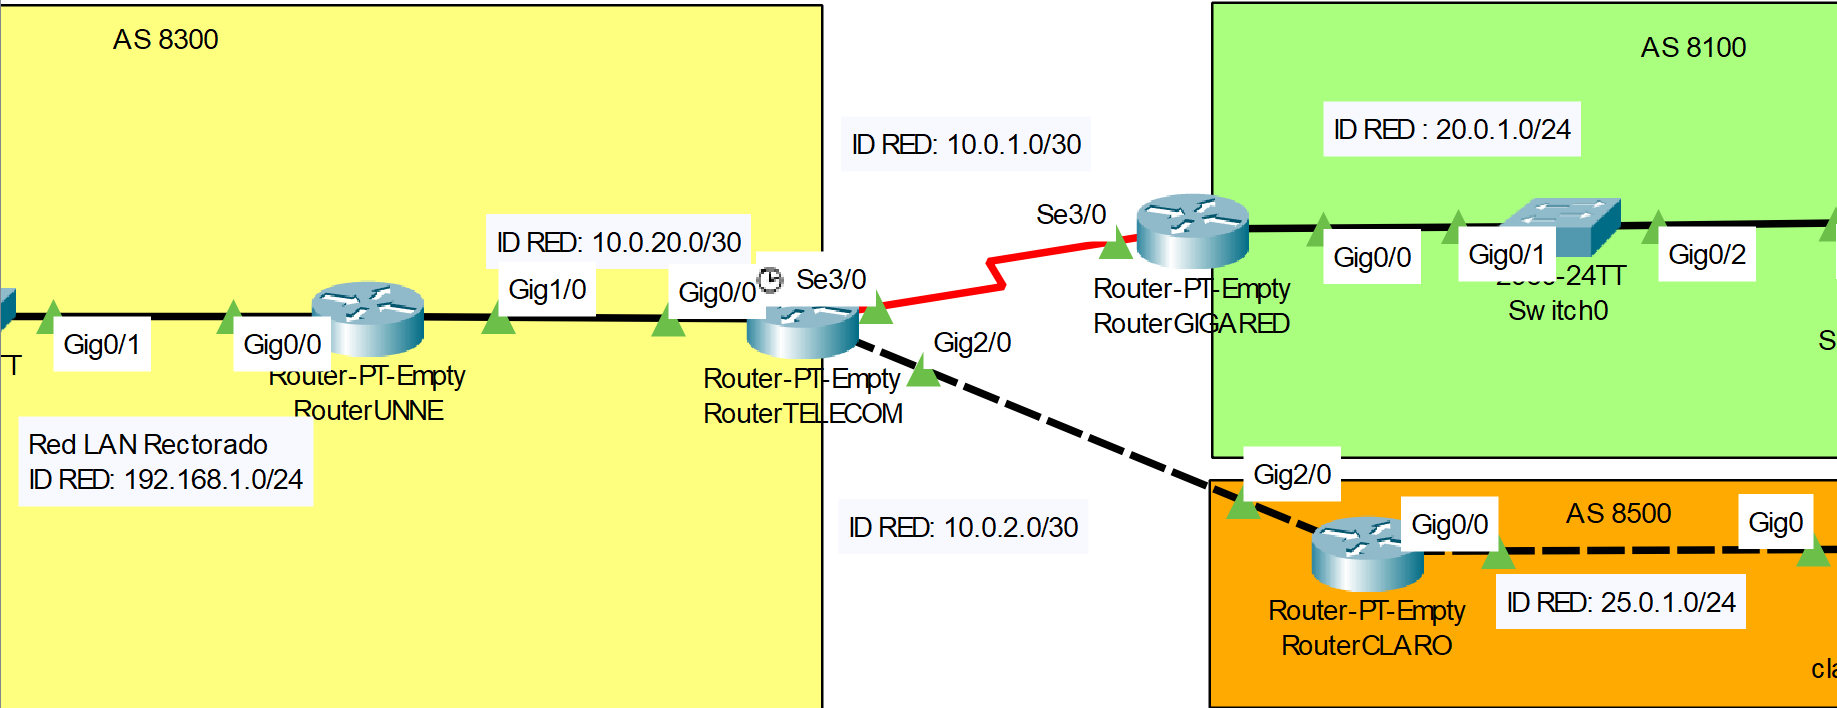 AS 8300
AS 8100
ID RED: 10.0.1.0/30
ID RED : 20.0.1.0/24
ID RED: 10.0.20.0/30
Se3/0
Se3/0
Gig1/0
Gig0/0
Gig0/1
Gig0/0
Router-PT-Empty
RouterUNNE
Router-PT-Empty
RouterTELECOM
Router-PT-Empty
RouterGIGARED
Gig0/0
Gig0/1
Gig0/2
-24TT
Switch0
S
TT
Red LAN Rectorado
ID RED: 192.168.1.0/24
Gig2/0
Gig2/0
ID RED: 10.0.2.0/30
Gig0/0
AS 8500
Gig0
ID RED: 25.0.1.0/24
Router-PT-Empty
RouterCLARO
cla